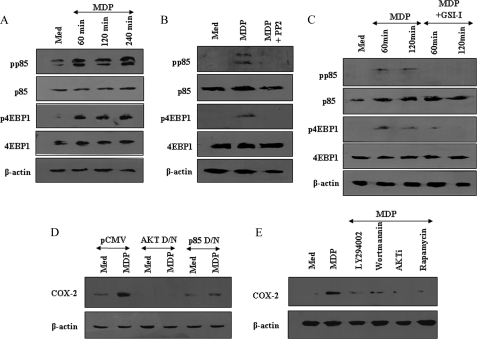 A
MDP
Med
60 min
120 min
240 min
pp85
p85
p4EBP1
4EBP1
β-actin
B
Med
MDP
MDP
+ PP2
pp85
p85
p4EBP1
4EBP1
β-actin
C
MDP
MDP
+GSI-I
Med
60min
120min
60min
120min
pp85
p85
p4EBP1
4EBP1
β-actin
D
pCMV
AKT D/N
p85 D/N
Med
MDP
Med
MDP
Med
MDP
COX-2
β-actin
E
MDP
Med
MDP
LY294002
Wortmannin
AKTi
Rapamycin
COX-2
β-actin